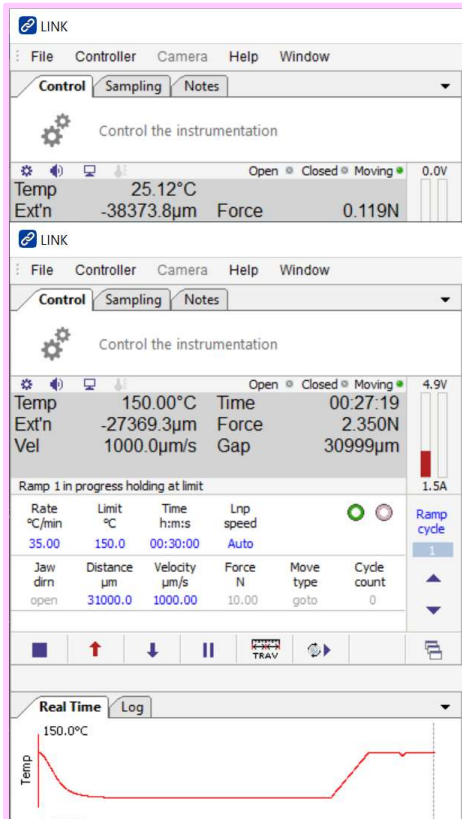 LINK
File Controller Camera Help Window
Control Sampling Notes
Control the instrumentation
Open Closed Moving 0.0V
Temp 25.12°C
Ext'n -38373.8µm Force 0.119N
LINK
File Controller Camera Help Window
Control Sampling Notes
Control the instrumentation
Open Closed Moving 4.9V
Temp 150.00°C Time 00:27:19
Ext'n -27369.3µm Force 2.350N
Vel 1000.0µm/s Gap 30999µm
Ramp 1 in progress holding at limit 1.5A
Rate Limit Time Lnp
°C/min °C h:m:s speed
35.00 150.0 00:30:00 Auto
Ramp
cycle
1
Jaw Distance Velocity Force Move Cycle
dirn µm µm/s N type count
open 31000.0 1000.00 10.00 goto 0
TRAV
Real Time Log
150.0°C
Temp